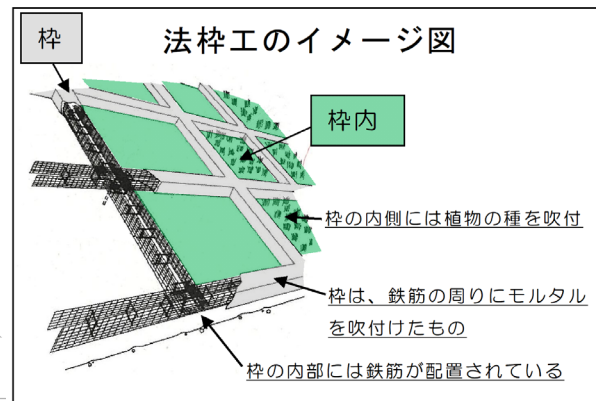 法枠工のイメージ図
枠
枠内
枠の内側には植物の種を吹付
枠は、鉄筋の周りにモルタル
を吹付けたもの
枠の内部には鉄筋が配置されている